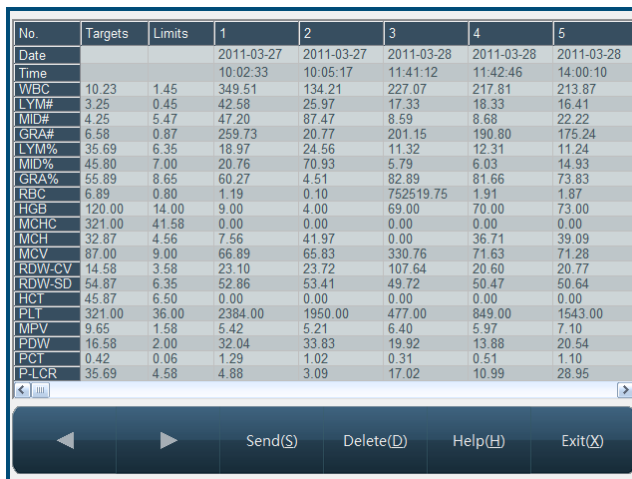 No. Targets Limits 1 2 3 4 5
Date 2011-03-27 2011-03-27 2011-03-28 2011-03-28 2011-03-28
Time 10:02:33 10:05:17 11:41:12 11:42:46 14:00:10
WBC 10.23 1.45 349.51 134.21 227.07 217.81 213.87
LYM# 3.25 0.45 42.58 25.97 17.33 18.33 16.41
MID# 4.25 5.47 47.20 87.47 8.59 8.68 22.22
GRA# 6.58 0.87 259.73 20.77 201.15 190.80 175.24
LYM% 35.69 6.35 18.97 24.56 11.32 12.31 11.24
MID% 45.80 7.00 20.76 70.93 5.79 6.03 14.93
GRA% 55.89 8.65 60.27 4.51 82.89 81.66 73.83
RBC 6.89 0.80 1.19 0.10 752519.75 1.91 1.87
HGB 120.00 14.00 9.00 4.00 69.00 70.00 73.00
MCHC 321.00 41.58 0.00 0.00 0.00 0.00 0.00
MCH 32.87 4.56 7.56 41.97 0.00 36.71 39.09
MCV 87.00 9.00 66.89 65.83 330.76 71.63 71.28
RDW-CV 14.58 3.58 23.10 23.72 107.64 20.60 20.77
RDW-SD 54.87 6.35 52.86 53.41 49.72 50.47 50.64
HCT 45.87 6.50 0.00 0.00 0.00 0.00 0.00
PLT 321.00 36.00 2384.00 1950.00 477.00 849.00 1543.00
MPV 9.65 1.58 5.42 5.21 6.40 5.97 7.10
PDW 16.58 2.00 32.04 33.83 19.92 13.88 20.54
PCT 0.42 0.06 1.29 1.02 0.31 0.51 1.10
P-LCR 35.69 4.58 4.88 3.09 17.02 10.99 28.95
Send(S) Delete(D) Help(H) Exit(X)